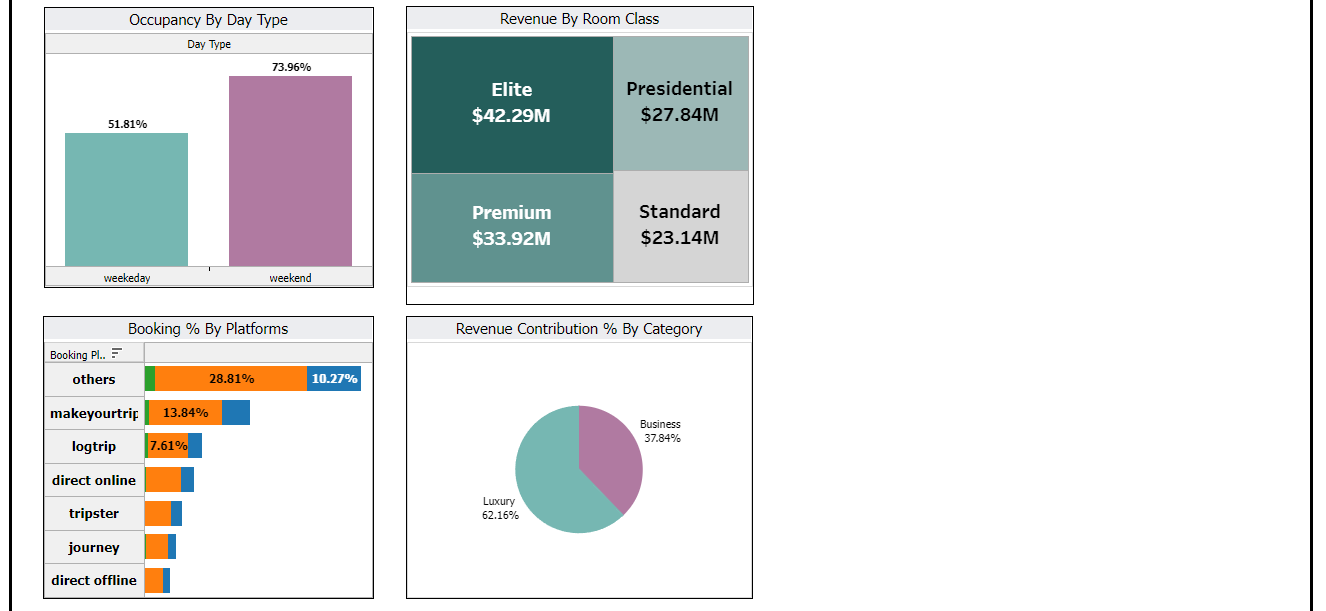 Occupancy By Day Type
Day Type
73.96%
51.81%
weekeday
weekend
Revenue By Room Class
Elite
$42.29M
Presidential
$27.84M
Premium
$33.92M
Standard
$23.14M
Booking % By Platforms
Booking Pl..
others
28.81%
10.27%
makeyourtrip
13.84%
logtrip
7.61%
direct online
tripster
journey
direct offline
Revenue Contribution % By Category
Business
37.84%
Luxury
62.16%